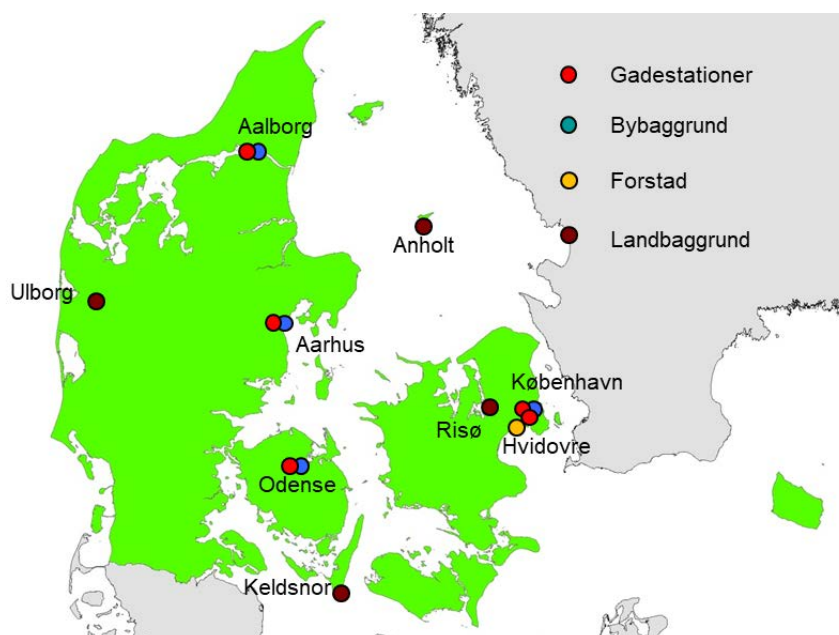 Gadestationer
Aalborg
Bybaggrund
Forstad
Anholt
Landbaggrund
Ulborg
Aarhus
København
Risø
Hvidovre
Odense
Keldsnor